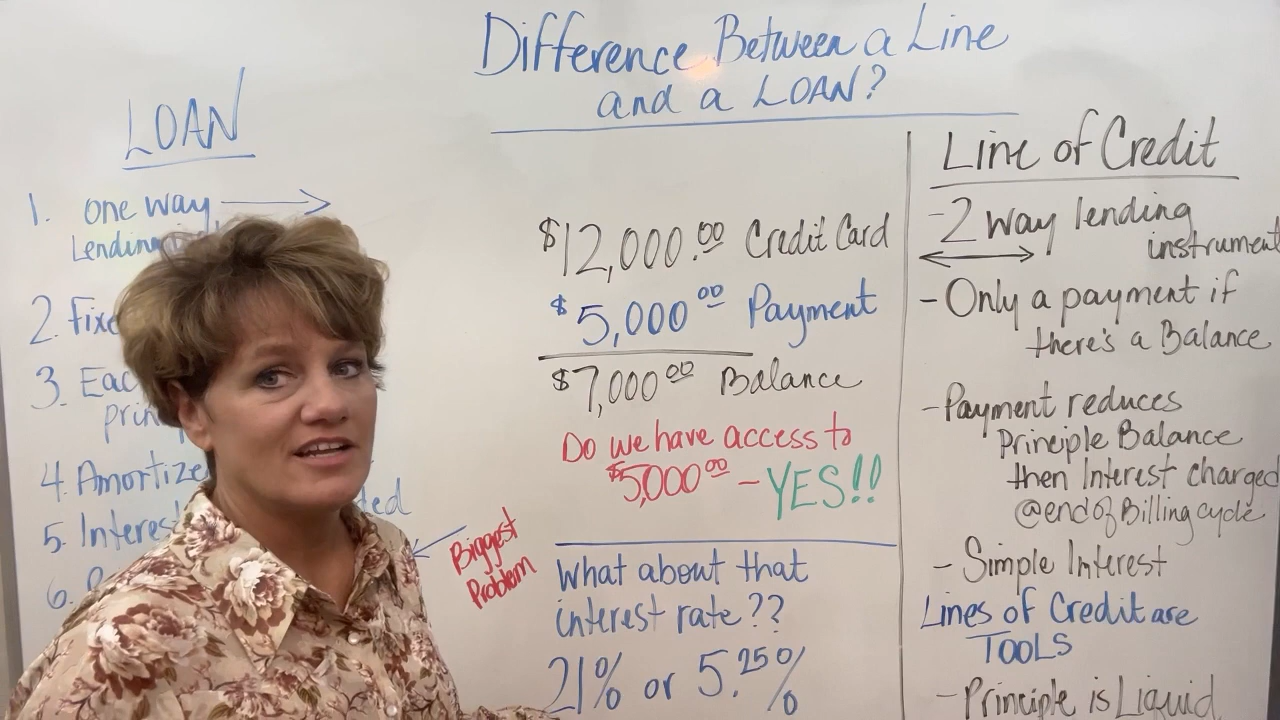 Difference Between a Line
and a LOAN?
LOAN
1. one way
Lending
2. Fixe
3. Eac
prin
4. Amortize
5. Interes ted
6.
Biggest
Problem
$12,000.00 Credit Card
$5,000 00 Payment
$7,000 00 Balance
Do we have access to
$5,000 00 - YES!!
What about that
interest rate??
21% or 5.25%
Line of Credit
- 2 way lending
instrument
- Only a payment if
there's a Balance
- Payment reduces
Principle Balance
then Interest charged
@end of Billing cycle
- Simple Interest
Lines of Credit are
TOOLS
- Principle is Liquid